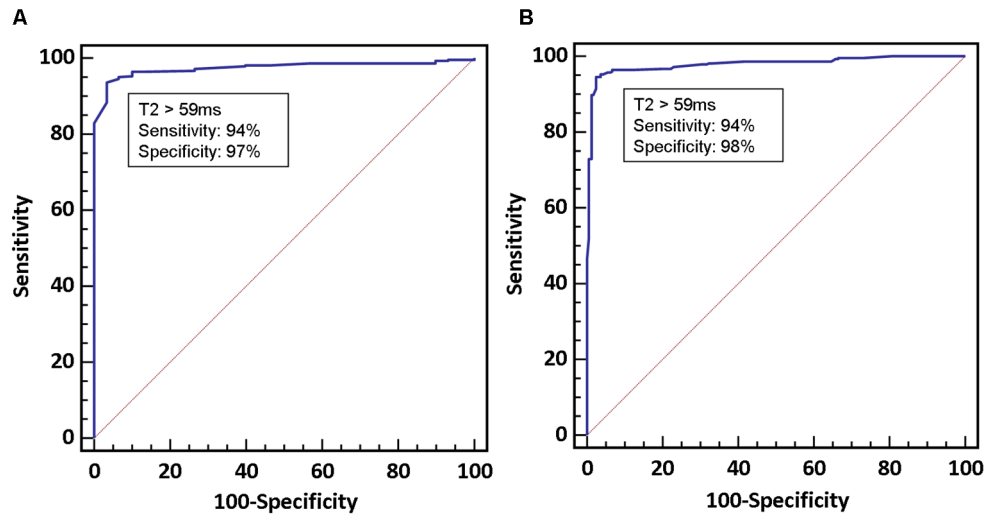 A
100
80
60
40
20
0
Sensitivity
T2 > 59ms
Sensitivity: 94%
Specificity: 97%
0 20 40 60 80 100
100-Specificity
B
100
80
60
40
20
0
Sensitivity
T2 > 59ms
Sensitivity: 94%
Specificity: 98%
0 20 40 60 80 100
100-Specificity